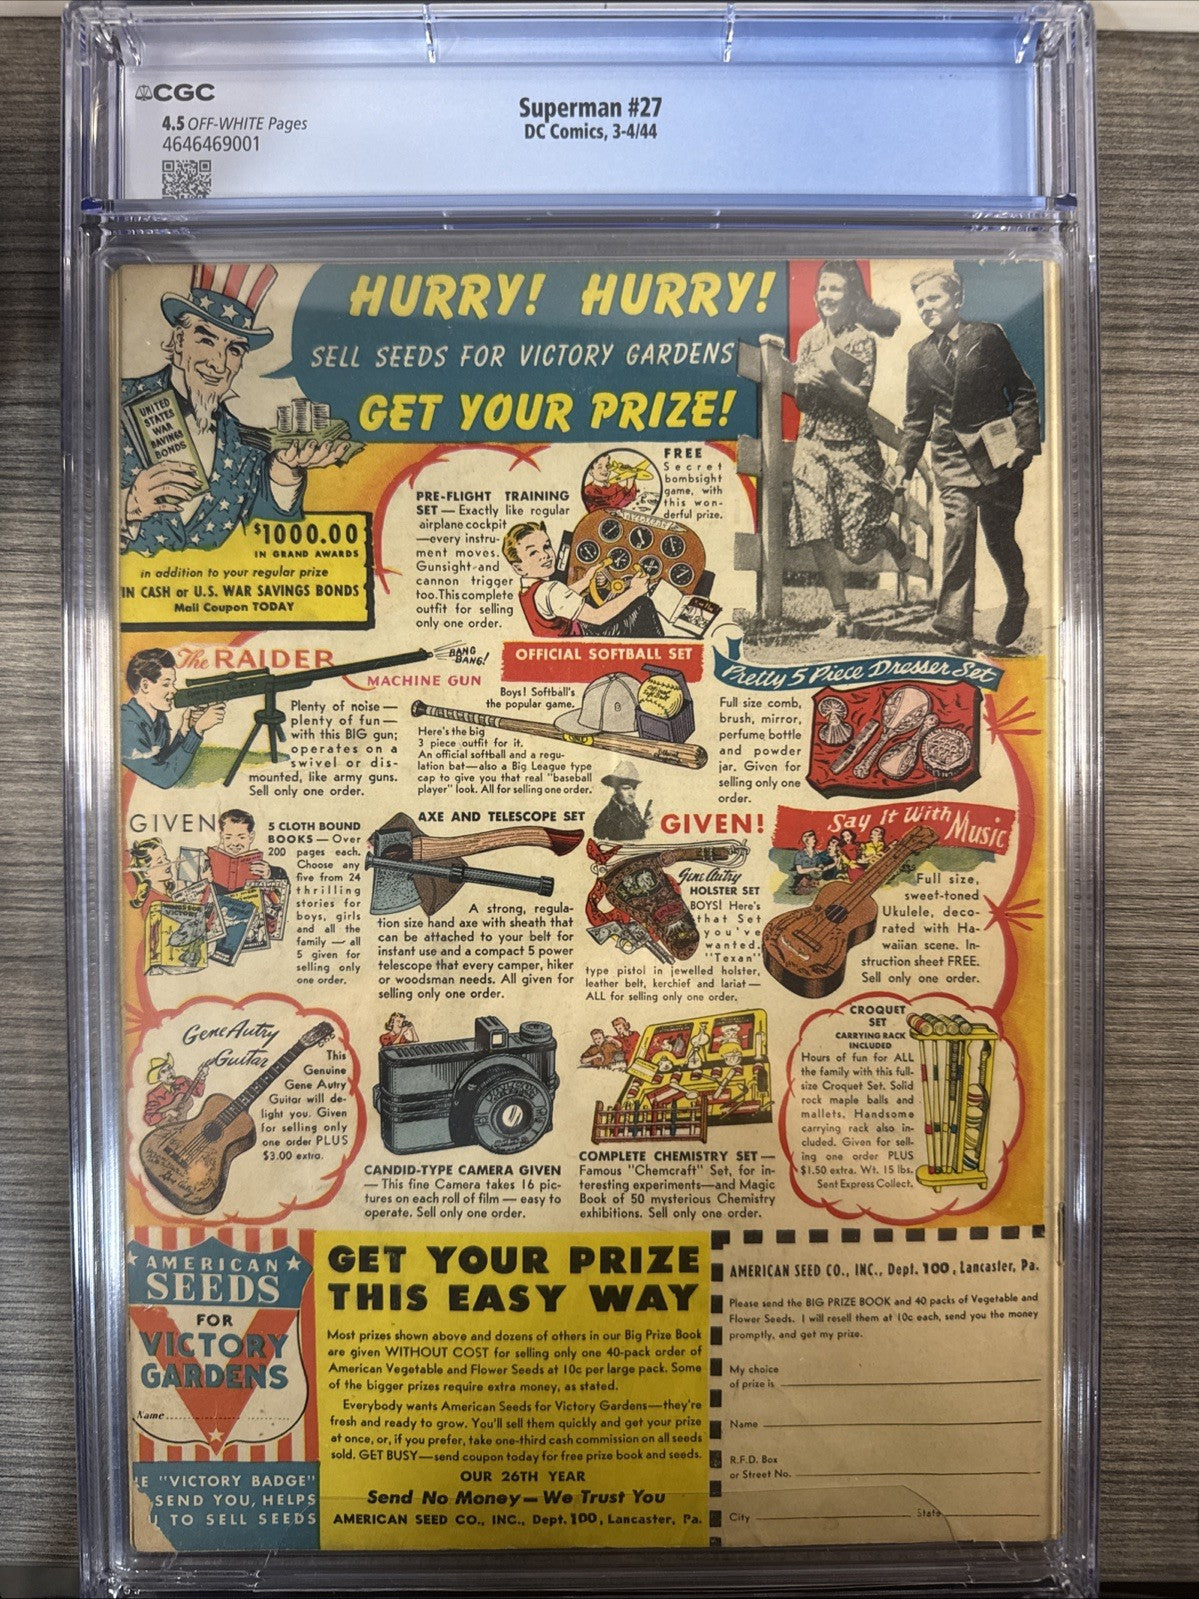 CGC
4.5 OFF-WHITE Pages
4646469001
Superman #27
DC Comics, 3-4/44
HURRY! HURRY!
SELL SEEDS FOR VICTORY GARDENS
GET YOUR PRIZE!
UNITED
STATES
WAR
SAVINGS
BONDS
$1000.00
IN GRAND AWARDS
in addition to your regular prize
IN CASH or U.S. WAR SAVINGS BONDS
Mail Coupon TODAY
PRE-FLIGHT TRAINING
SET — Exactly like regular
airplane cockpit
—every instru-
ment moves.
Gunsight and
cannon trigger
too. This complete
outfit for selling
only one order.
FREE
Secret
bombsight
game, with
this won-
derful prize.
The RAIDER
MACHINE GUN
BANG
BANG!
Plenty of noise —
plenty of fun —
with this BIG gun;
operates on a
swivel or dis-
mounted, like army guns.
Sell only one order.
OFFICIAL SOFTBALL SET
Boys! Softball's
the popular game.
Here's the big
3 piece outfit for it.
An official softball and a regu-
lation bat—also a Big League type
cap to give you that real "baseball
player" look. All for selling one order.
Pretty 5 Piece Dresser Set
Full size comb,
brush, mirror,
perfume bottle
and powder
jar. Given for
selling only one
order.
GIVEN
5 CLOTH BOUND
BOOKS — Over
200 pages each.
Choose any
five from 24
thrilling
stories for
boys, girls
and all the
family — all
5 given for
selling only
one order.
AXE AND TELESCOPE SET
A strong, regula-
tion size hand axe with sheath that
can be attached to your belt for
instant use and a compact 5 power
telescope that every camper, hiker
or woodsman needs. All given for
selling only one order.
GIVEN!
Gene Autry
HOLSTER SET
BOYS! Here's
that Set
you've
wanted.
"Texan"
type pistol in jewelled holster,
leather belt, kerchief and lariat —
ALL for selling only one order.
Say It With
Music
Full size,
sweet-toned
Ukulele, deco-
rated with Ha-
waiian scene. In-
struction sheet FREE.
Sell only one order.
Gene Autry
Guitar
This
Genuine
Gene Autry
Guitar will de-
light you. Given
for selling only
one order PLUS
$3.00 extra.
CANDID-TYPE CAMERA GIVEN
— This fine Camera takes 16 pic-
tures on each roll of film — easy to
operate. Sell only one order.
COMPLETE CHEMISTRY SET —
Famous "Chemcraft" Set, for in-
teresting experiments—and Magic
Book of 50 mysterious Chemistry
exhibitions. Sell only one order.
CROQUET
SET
CARRYING RACK
INCLUDED
Hours of fun for ALL
the family with this full-
size Croquet Set. Solid
rock maple balls and
mallets. Handsome
carrying rack also in-
cluded. Given for sell-
ing one order PLUS
$1.50 extra. Wt. 15 lbs.
Sent Express Collect.
AMERICAN
SEEDS
FOR
VICTORY
GARDENS
Name
E "VICTORY BADGE"
SEND YOU, HELPS
U TO SELL SEEDS
GET YOUR PRIZE
THIS EASY WAY
Most prizes shown above and dozens of others in our Big Prize Book
are given WITHOUT COST for selling only one 40-pack order of
American Vegetable and Flower Seeds at 10c per large pack. Some
of the bigger prizes require extra money, as stated.
Everybody wants American Seeds for Victory Gardens—they're
fresh and ready to grow. You'll sell them quickly and get your prize
at once, or, if you prefer, take one-third cash commission on all seeds
sold. GET BUSY—send coupon today for free prize book and seeds.
OUR 26TH YEAR
Send No Money — We Trust You
AMERICAN SEED CO., INC., Dept. 100, Lancaster, Pa.
AMERICAN SEED CO., INC., Dept. 100, Lancaster, Pa.
Please send the BIG PRIZE BOOK and 40 packs of Vegetable and
Flower Seeds. I will resell them at 10c each, send you the money
promptly, and get my prize.
My choice
of prize is
Name
R.F.D. Box
or Street No.
City State